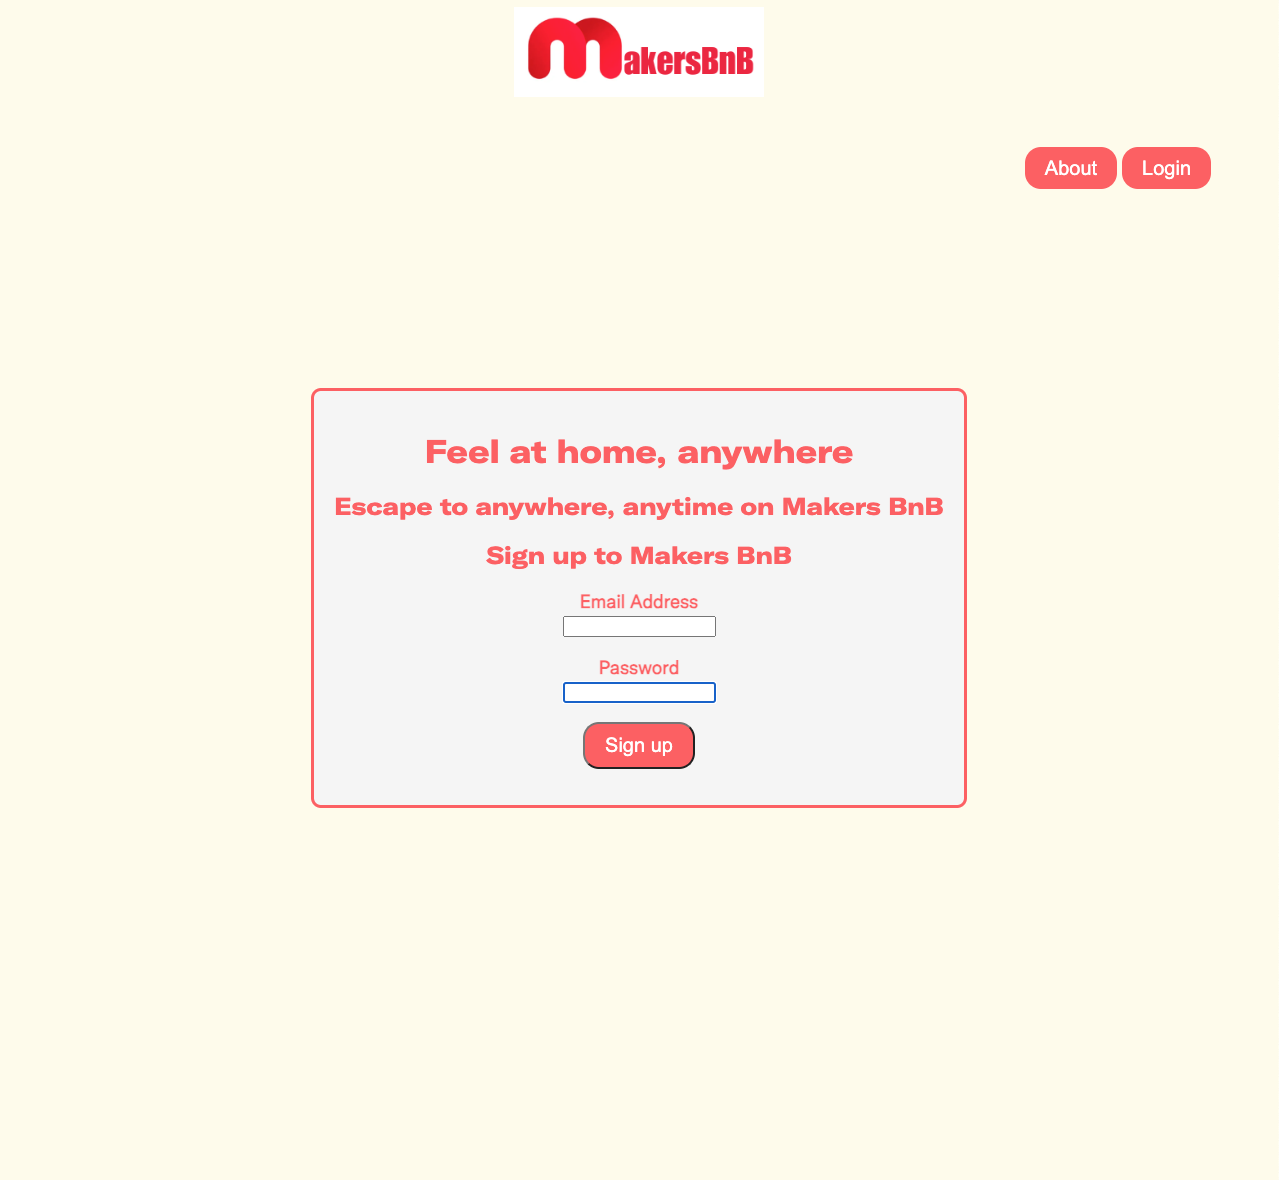 makersBnB
About
Login
Feel at home, anywhere
Escape to anywhere, anytime on Makers BnB
Sign up to Makers BnB
Email Address
Password
Sign up